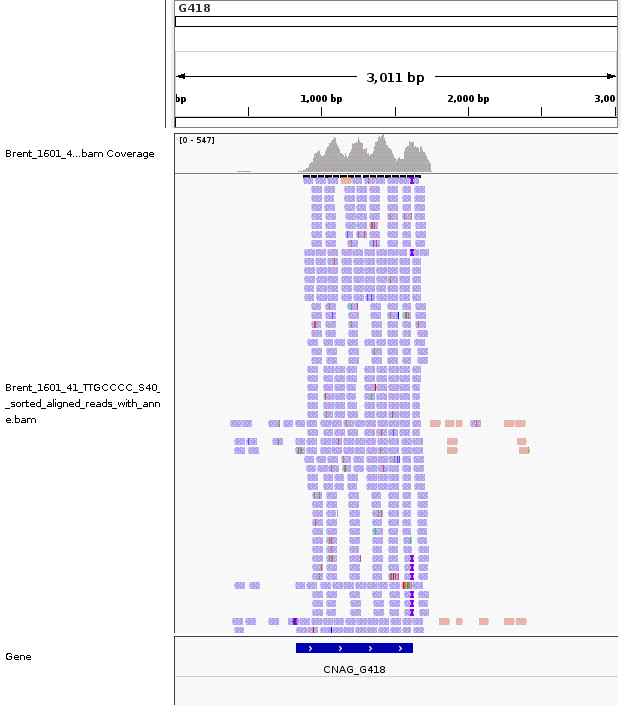 G418
3,011 bp
bp
1,000 bp
2,000 bp
3,00
[0 - 547]
Brent_1601_4...bam Coverage
Brent_1601_41_TTGCCCC_S40_
_sorted_aligned_reads_with_ann
e.bam
Gene
CNAG_G418